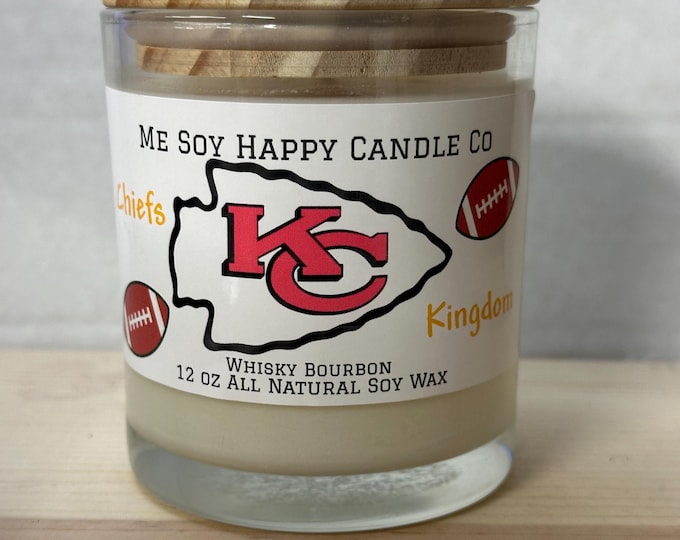 Me Soy Happy Candle Co
Chiefs
KC
Kingdom
Whisky Bourbon
12 oz All Natural Soy Wax